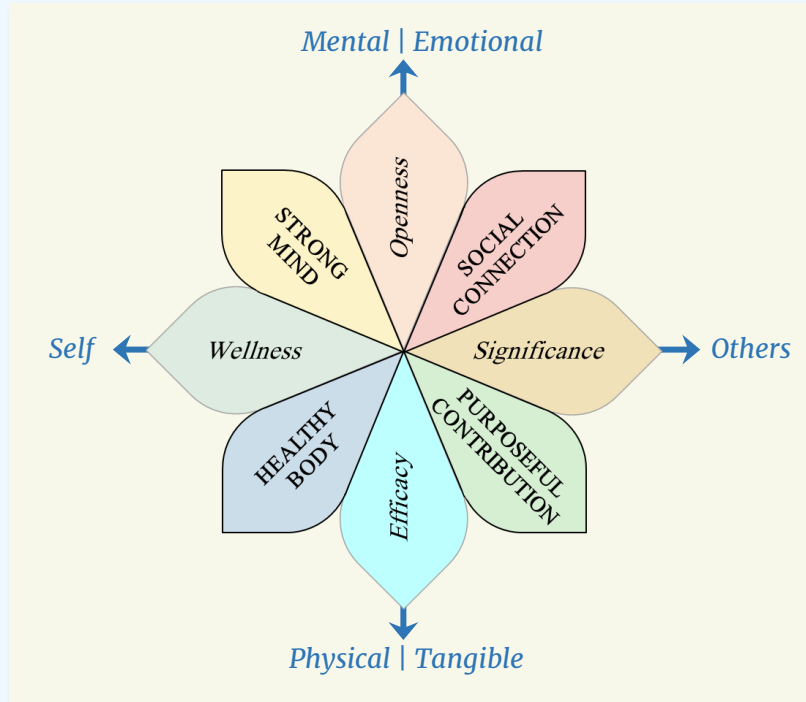 Mental | Emotional
Openness
STRONG
MIND
SOCIAL
CONNECTION
Self
Wellness
Significance
Others
HEALTHY
BODY
Efficacy
PURPOSEFUL
CONTRIBUTION
Physical | Tangible